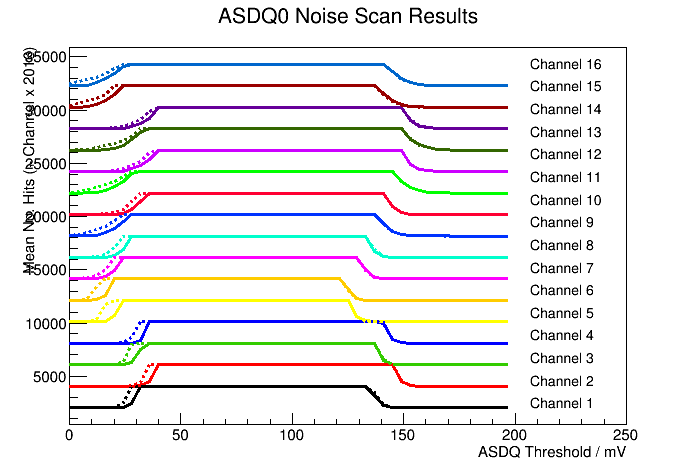 ASDQ0 Noise Scan Results
35000
30000
25000
20000
15000
10000
5000
0
50
100
150
200
250
ASDQ Threshold / mV
Hits
Channel x
Channel 16
Channel 15
Channel 14
Channel 13
Channel 12
Channel 11
Channel 10
Channel 9
Channel 8
Channel 7
Channel 6
Channel 5
Channel 4
Channel 3
Channel 2
Channel 1